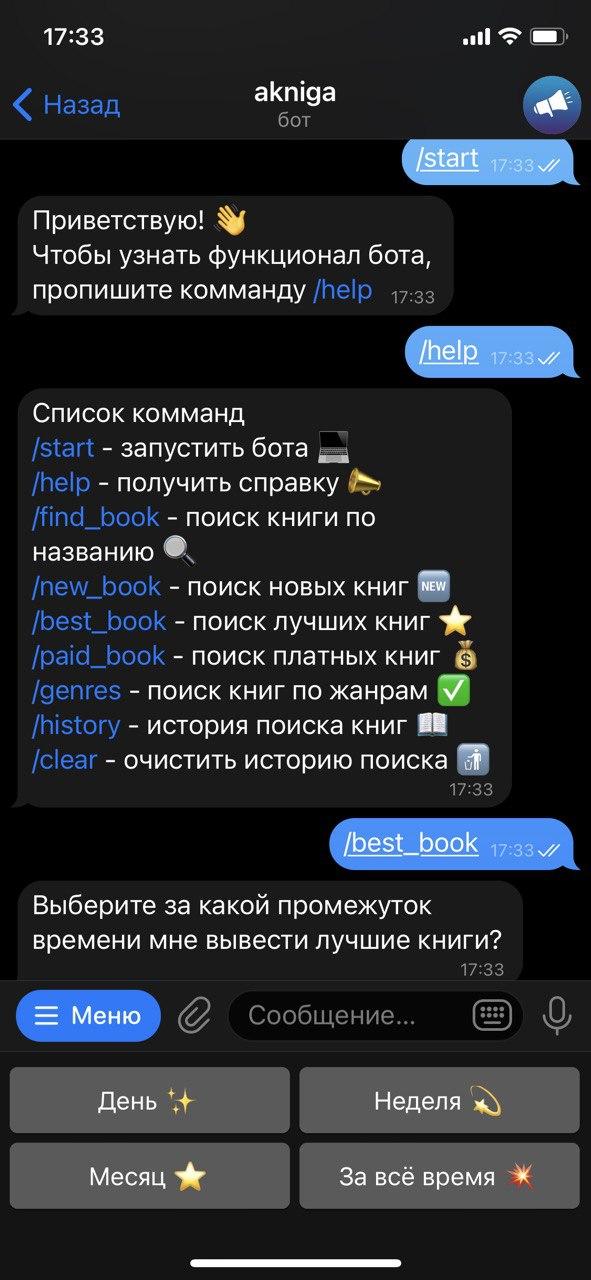 17:33
Назад
akniga
бот
/start 17:33
Приветствую! 👋
Чтобы узнать функционал бота,
пропишите комманду /help 17:33
/help 17:33
Список комманд
/start - запустить бота 💻
/help - получить справку 📣
/find_book - поиск книги по
названию 🔍
/new_book - поиск новых книг 🆕
/best_book - поиск лучших книг ⭐
/paid_book - поиск платных книг 💰
/genres - поиск книг по жанрам ✅
/history - история поиска книг 📖
/clear - очистить историю поиска 🚮
17:33
/best_book 17:33
Выберите за какой промежуток
времени мне вывести лучшие книги?
17:33
Меню
Сообщение...
День ✨
Неделя 💫
Месяц ⭐
За всё время 💥